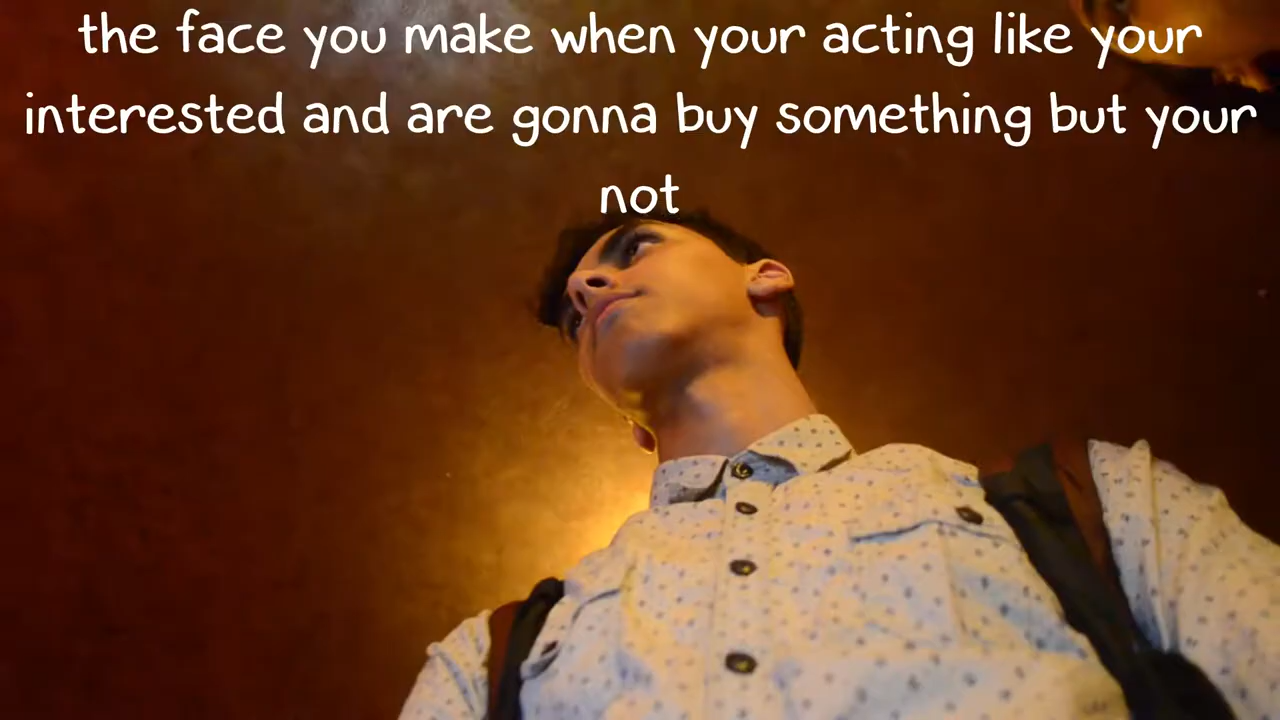 the face you make when your acting like your
interested and are gonna buy something but your
not